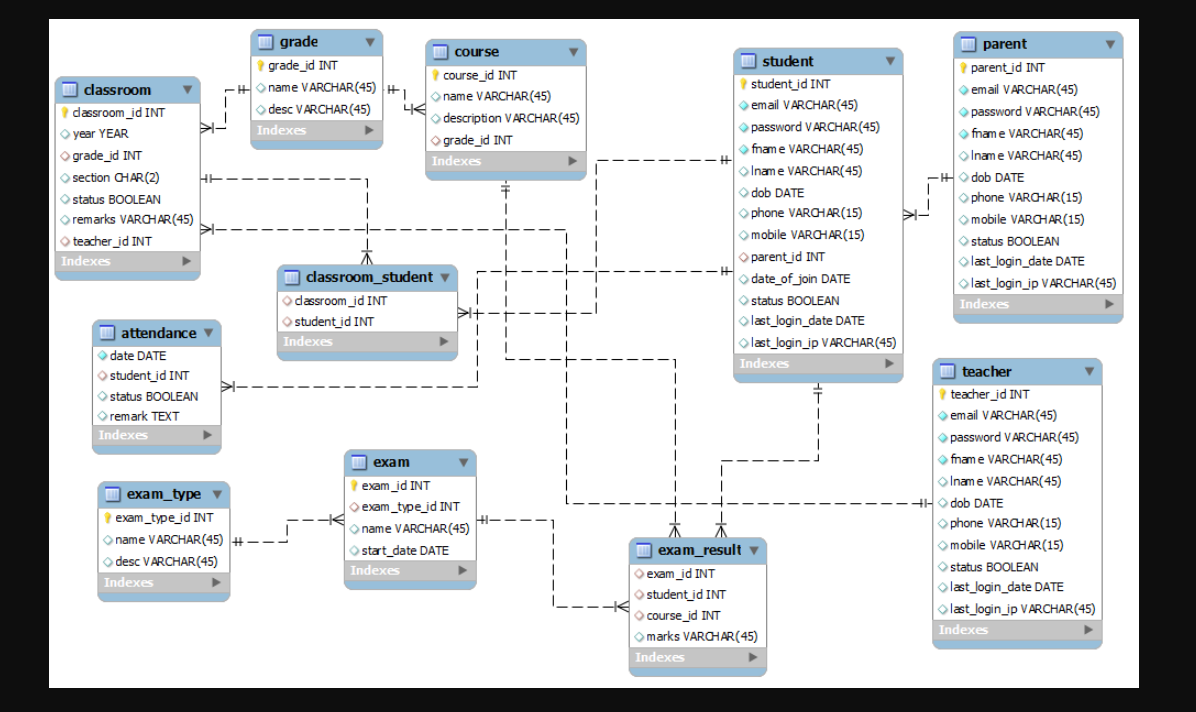 grade
grade_id INT
name VARCHAR(45)
desc VARCHAR(45)
Indexes
course
course_id INT
name VARCHAR(45)
description VARCHAR(45)
grade_id INT
Indexes
classroom
classroom_id INT
year YEAR
grade_id INT
section CHAR(2)
status BOOLEAN
remarks VARCHAR(45)
teacher_id INT
Indexes
student
student_id INT
email VARCHAR(45)
password VARCHAR(45)
fname VARCHAR(45)
lname VARCHAR(45)
dob DATE
phone VARCHAR(15)
mobile VARCHAR(15)
parent_id INT
date_of_join DATE
status BOOLEAN
last_login_date DATE
last_login_ip VARCHAR(45)
Indexes
parent
parent_id INT
email VARCHAR(45)
password VARCHAR(45)
fname VARCHAR(45)
lname VARCHAR(45)
dob DATE
phone VARCHAR(15)
mobile VARCHAR(15)
status BOOLEAN
last_login_date DATE
last_login_ip VARCHAR(45)
Indexes
classroom_student
classroom_id INT
student_id INT
Indexes
attendance
date DATE
student_id INT
status BOOLEAN
remark TEXT
Indexes
teacher
teacher_id INT
email VARCHAR(45)
password VARCHAR(45)
fname VARCHAR(45)
lname VARCHAR(45)
dob DATE
phone VARCHAR(15)
mobile VARCHAR(15)
status BOOLEAN
last_login_date DATE
last_login_ip VARCHAR(45)
Indexes
exam_type
exam_type_id INT
name VARCHAR(45)
desc VARCHAR(45)
Indexes
exam
exam_id INT
exam_type_id INT
name VARCHAR(45)
start_date DATE
Indexes
exam_result
exam_id INT
student_id INT
course_id INT
marks VARCHAR(45)
Indexes